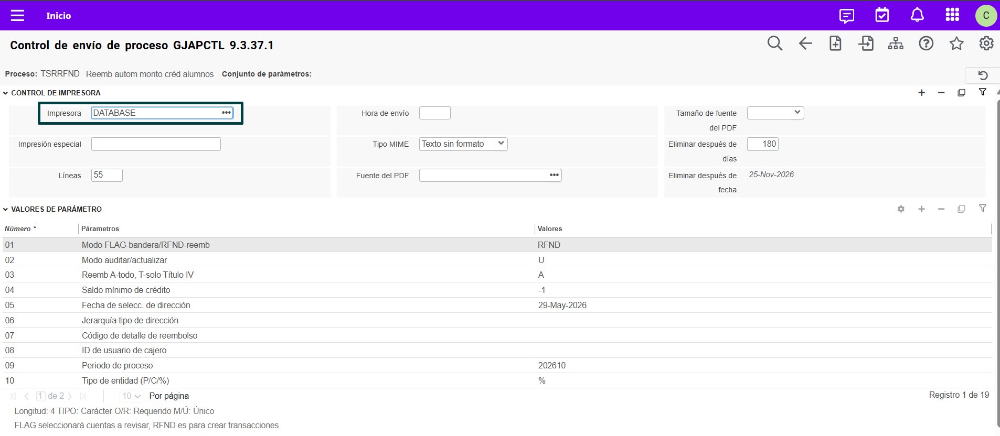 Inicio
C
Control de envío de proceso GJAPCTL 9.3.37.1
Proceso: TSRRFND Reemb autom monto créd alumnos Conjunto de parámetros:
CONTROL DE IMPRESORA
Impresora DATABASE ••• Hora de envío Tamaño de fuente del PDF
Impresión especial Tipo MIME Texto sin formato Eliminar después de días 180
Líneas 55 Fuente del PDF ••• Eliminar después de fecha 25-Nov-2026
VALORES DE PARÁMETRO
Número * Párametros Valores
01 Modo FLAG-bandera/RFND-reemb RFND
02 Modo auditar/actualizar U
03 Reemb A-todo, T-solo Título IV A
04 Saldo mínimo de crédito -1
05 Fecha de selecc. de dirección 29-May-2026
06 Jerarquía tipo de dirección
07 Código de detalle de reembolso
08 ID de usuario de cajero
09 Periodo de proceso 202610
10 Tipo de entidad (P/C/%) %
1 de 2 10 Por página Registro 1 de 19
Longitud: 4 TIPO: Carácter O/R: Requerido M/Ú: Único
FLAG seleccionará cuentas a revisar, RFND es para crear transacciones